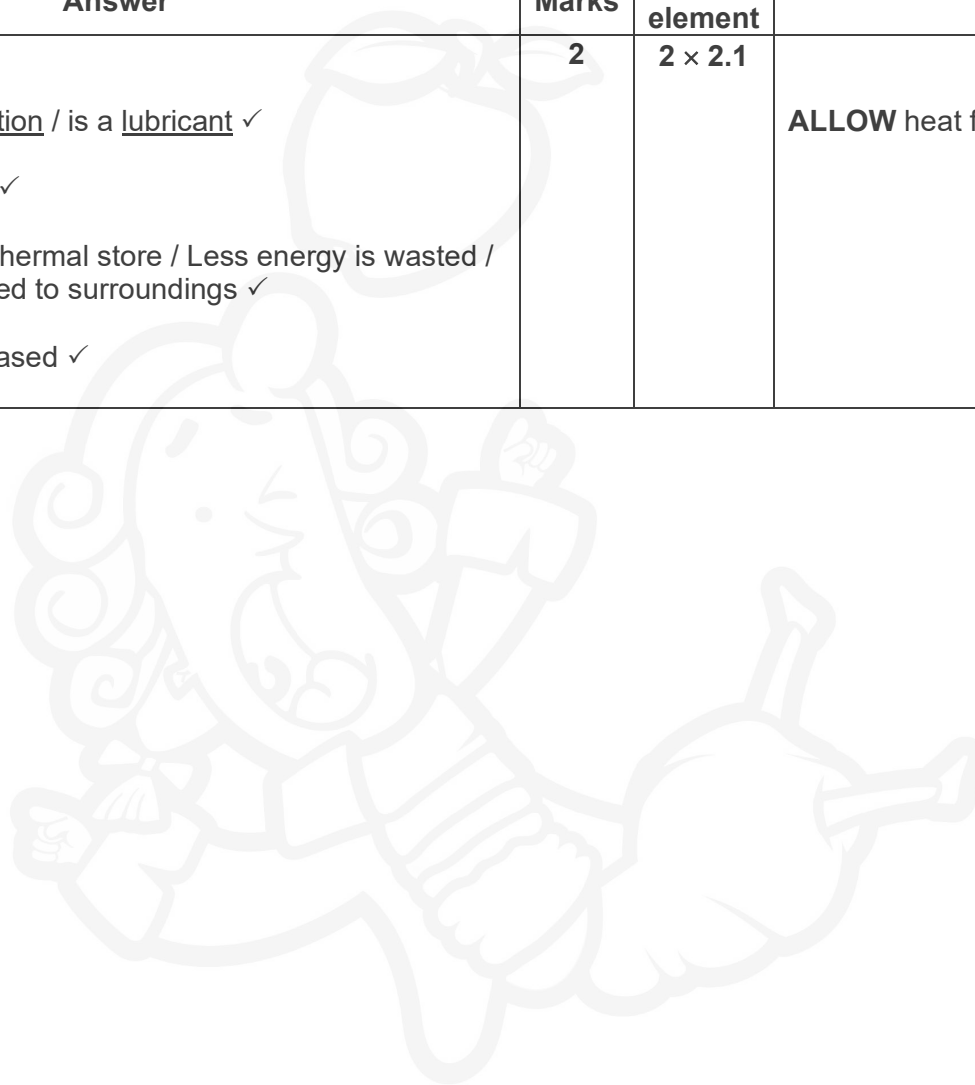 Answer
Marks
element
2
2 × 2.1
tion / is a lubricant ✓
ALLOW heat f
✓
hermal store / Less energy is wasted /
ed to surroundings ✓
ased ✓